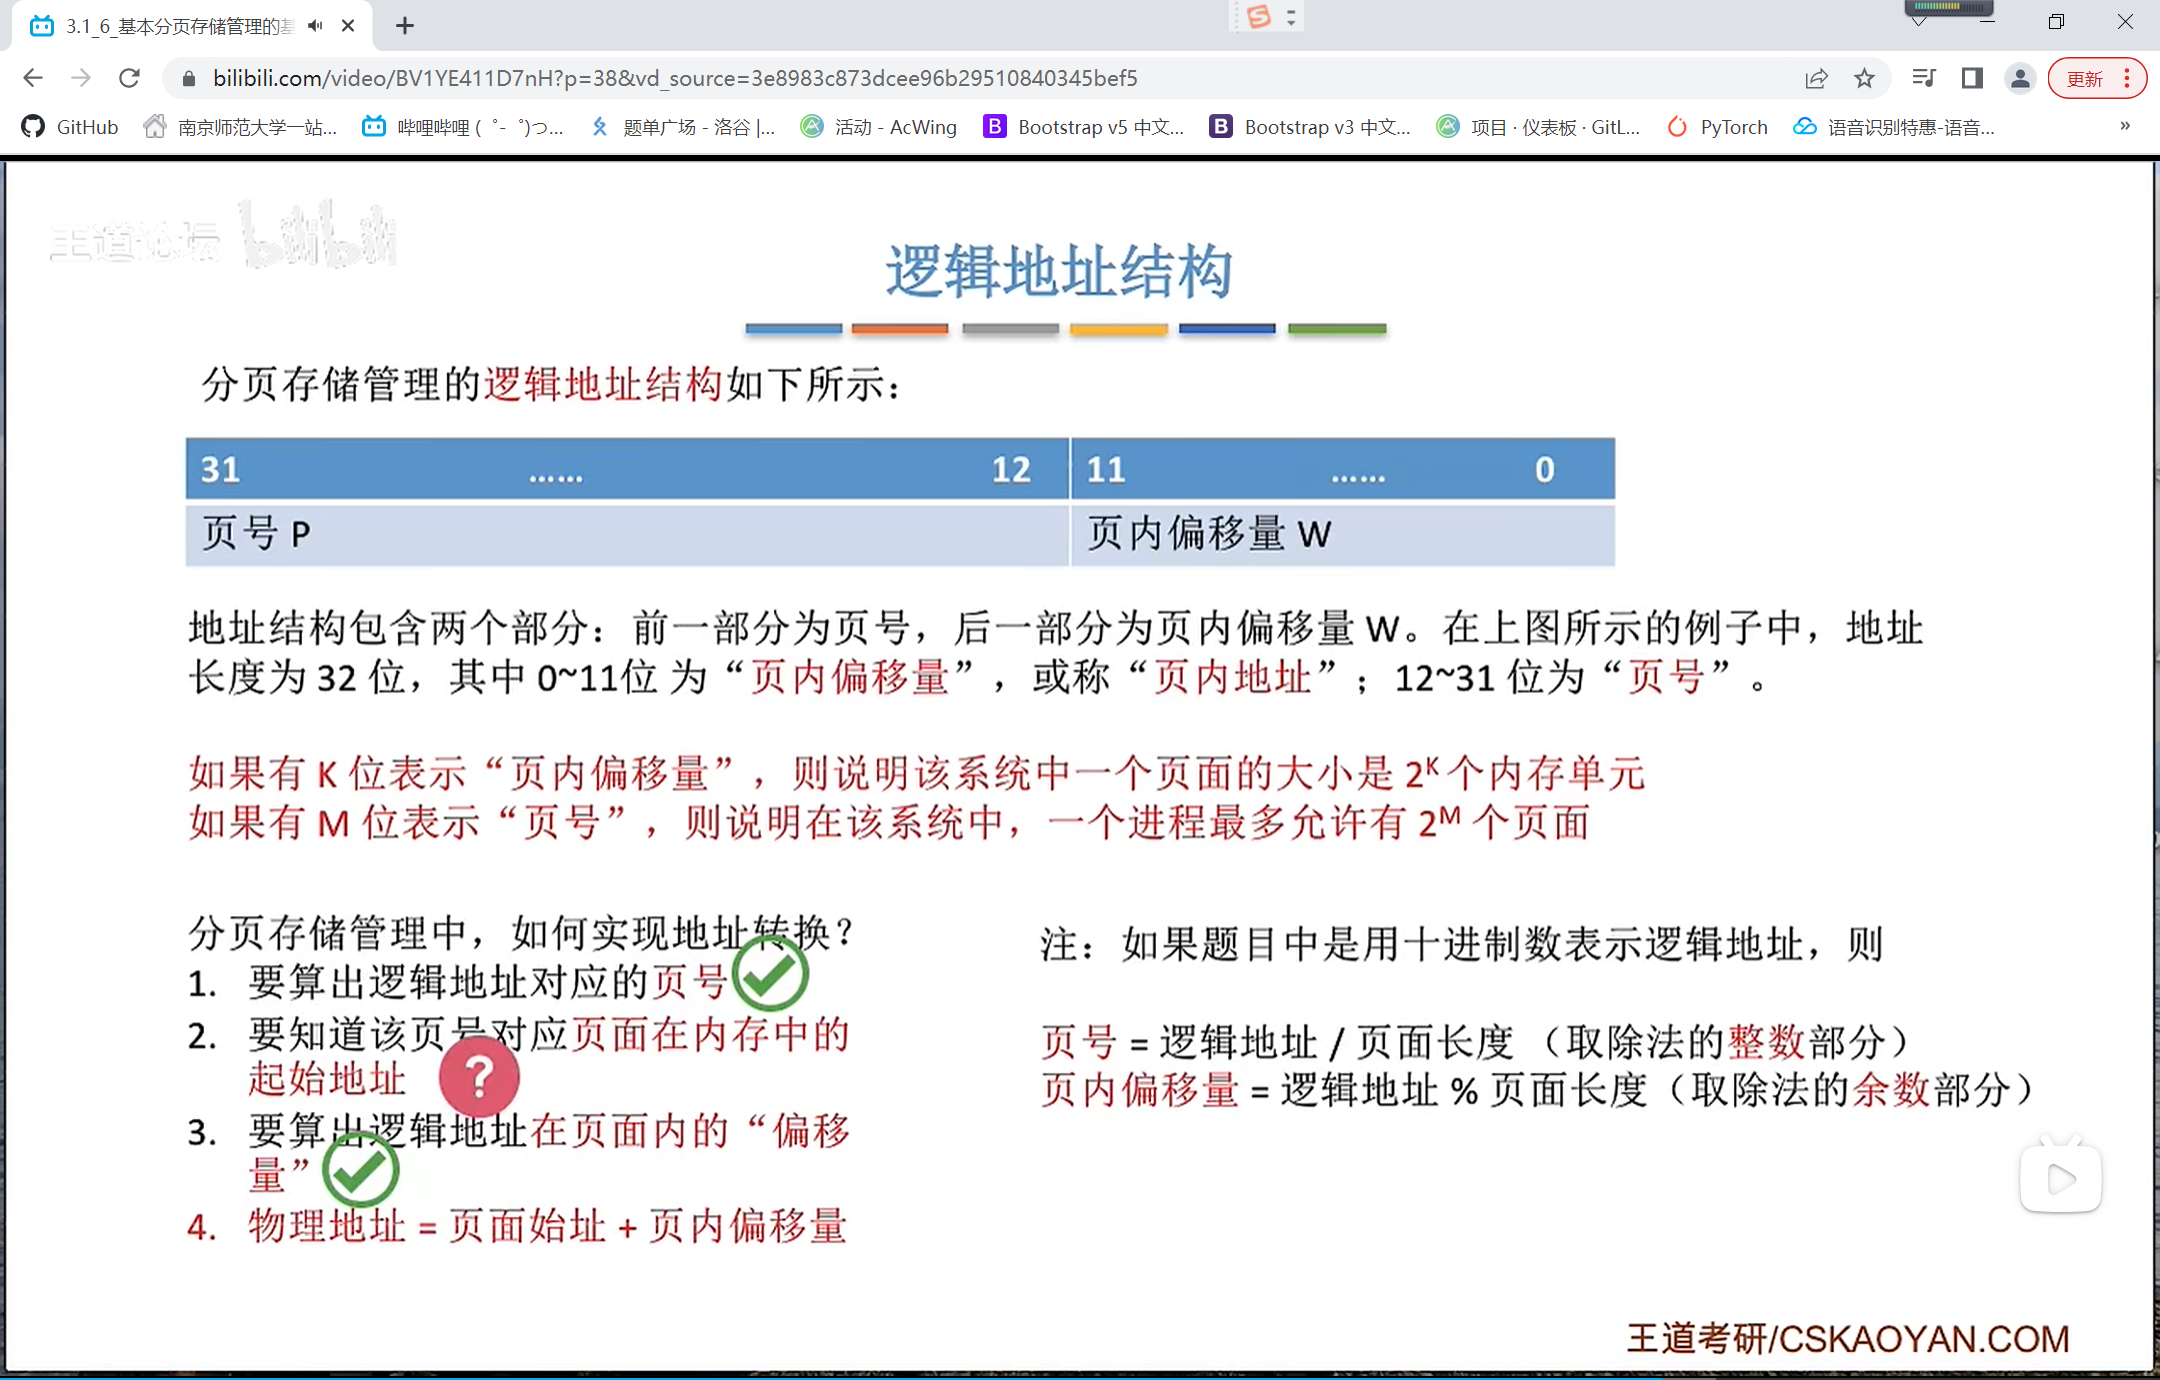 3.1_6_基本分页存储管理的基
bilibili.com/video/BV1YE411D7nH?p=38&vd_source=3e8983c873dcee96b29510840345bef5
更新
GitHub
南京师范大学一站...
哔哩哔哩 (゜-゜)つ...
题单广场 - 洛谷 |...
活动 - AcWing
Bootstrap v5 中文...
Bootstrap v3 中文...
项目 · 仪表板 · GitL...
PyTorch
语音识别特惠-语音...
»
王道论坛 bilibili
逻辑地址结构
分页存储管理的逻辑地址结构如下所示：
31 …… 12 11 …… 0
页号 P 页内偏移量 W
地址结构包含两个部分：前一部分为页号，后一部分为页内偏移量 W。在上图所示的例子中，地址
长度为 32 位，其中 0~11位 为“页内偏移量”，或称“页内地址”；12~31 位为“页号”。
如果有 K 位表示“页内偏移量”，则说明该系统中一个页面的大小是 2ᴷ 个内存单元
如果有 M 位表示“页号”，则说明在该系统中，一个进程最多允许有 2ᴹ 个页面
分页存储管理中，如何实现地址转换？
1. 要算出逻辑地址对应的页号
2. 要知道该页号对应页面在内存中的
起始地址 ?
3. 要算出逻辑地址在页面内的“偏移
量”
4. 物理地址 = 页面始址 + 页内偏移量
注：如果题目中是用十进制数表示逻辑地址，则
页号 = 逻辑地址 / 页面长度 （取除法的整数部分）
页内偏移量 = 逻辑地址 % 页面长度（取除法的余数部分）
王道考研/CSKAOYAN.COM